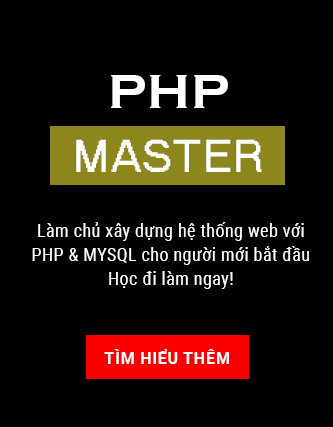 PHP
MASTER
Làm chủ xây dựng hệ thống web với
PHP & MYSQL cho người mới bắt đầu
Học đi làm ngay!
TÌM HIỂU THÊM